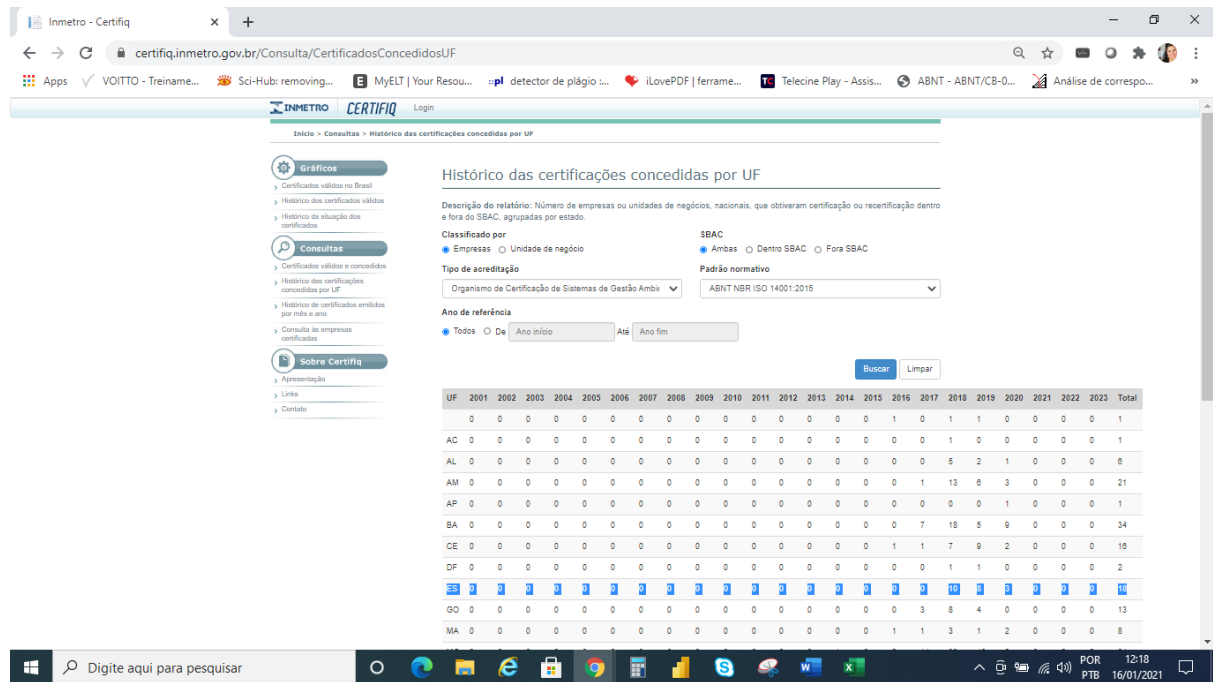 Inmetro - Certifiq
certifiq.inmetro.gov.br/Consulta/CertificadosConcedidosUF
Apps VOITTO - Treiname... Sci-Hub: removing... E MyELT | Your Resou... ::pl detector de plágio :... iLovePDF | ferrame... TC Telecine Play - Assis... ABNT - ABNT/CB-0... Análise de correspo... »
INMETRO CERTIFIQ Login
Início > Consultas > Histórico das certificações concedidas por UF
Gráficos
Certificados válidos no Brasil
Histórico dos certificados válidos
Histórico da situação dos
certificados
Consultas
Certificados válidos e concedidos
Histórico das certificações
concedidas por UF
Histórico de certificados emitidos
por mês e ano
Consulta às empresas
certificadas
Sobre Certifiq
Apresentação
Links
Contato
Histórico das certificações concedidas por UF
Descrição do relatório: Número de empresas ou unidades de negócios, nacionais, que obtiveram certificação ou recertificação dentro
e fora do SBAC, agrupadas por estado.
Classificado por SBAC
Empresas Unidade de negócio Ambas Dentro SBAC Fora SBAC
Tipo de acreditação Padrão normativo
Organismo de Certificação de Sistemas de Gestão Ambie ABNT NBR ISO 14001:2015
Ano de referência
Todos De Ano início Até Ano fim
Buscar Limpar
UF 2001 2002 2003 2004 2005 2006 2007 2008 2009 2010 2011 2012 2013 2014 2015 2016 2017 2018 2019 2020 2021 2022 2023 Total
0 0 0 0 0 0 0 0 0 0 0 0 0 0 0 1 0 1 1 0 0 0 0 1
AC 0 0 0 0 0 0 0 0 0 0 0 0 0 0 0 0 0 1 0 0 0 0 0 1
AL 0 0 0 0 0 0 0 0 0 0 0 0 0 0 0 0 0 5 2 1 0 0 0 6
AM 0 0 0 0 0 0 0 0 0 0 0 0 0 0 0 0 1 13 6 3 0 0 0 21
AP 0 0 0 0 0 0 0 0 0 0 0 0 0 0 0 0 0 0 0 1 0 0 0 1
BA 0 0 0 0 0 0 0 0 0 0 0 0 0 0 0 0 7 18 5 9 0 0 0 34
CE 0 0 0 0 0 0 0 0 0 0 0 0 0 0 0 1 1 7 9 2 0 0 0 16
DF 0 0 0 0 0 0 0 0 0 0 0 0 0 0 0 0 0 1 1 0 0 0 0 2
ES 0 0 0 0 0 0 0 0 0 0 0 0 0 0 0 0 0 10 8 3 0 0 0 18
GO 0 0 0 0 0 0 0 0 0 0 0 0 0 0 0 0 3 8 4 0 0 0 0 13
MA 0 0 0 0 0 0 0 0 0 0 0 0 0 0 0 1 1 3 1 2 0 0 0 8
Digite aqui para pesquisar
POR 12:18
PTB 16/01/2021